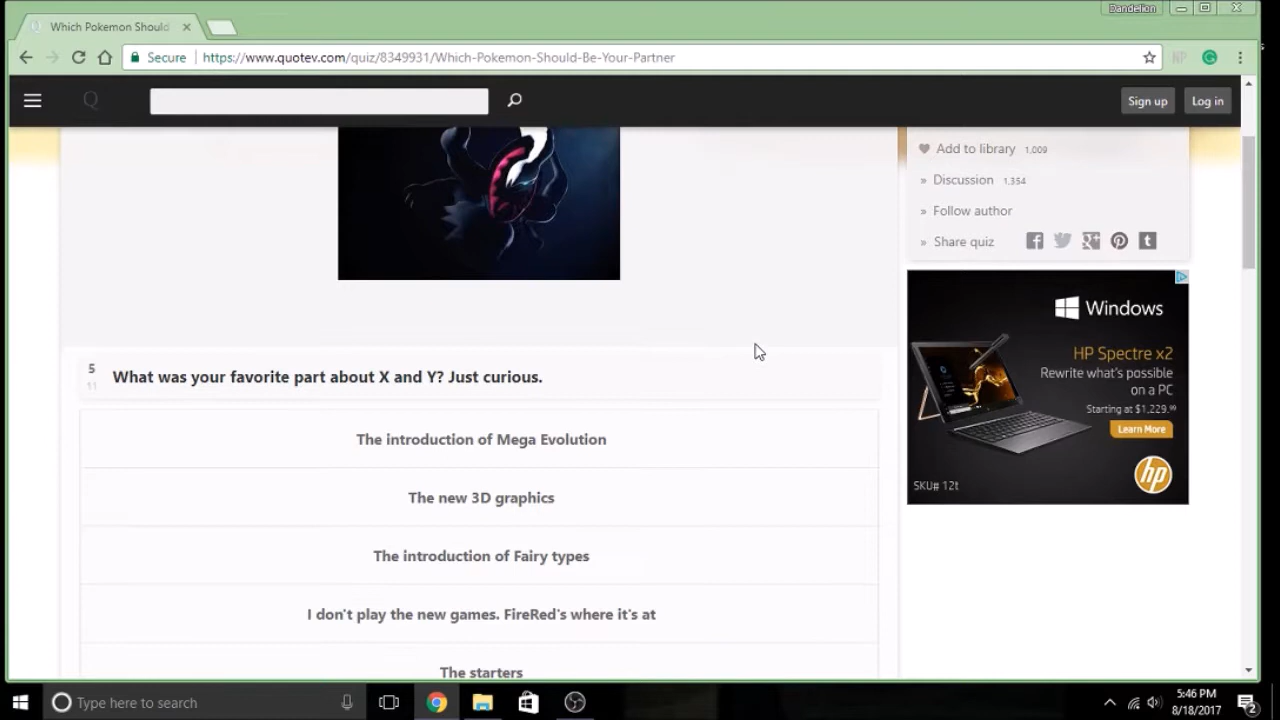 Dandelion
Which Pokemon Should
Secure
https://www.quotev.com/quiz/8349931/Which-Pokemon-Should-Be-Your-Partner
Q
Sign up
Log in
Add to library 1,009
» Discussion 1,354
» Follow author
» Share quiz
Windows
HP Spectre x2
Rewrite what's possible
on a PC
Starting at $1,229.99
Learn More
SKU# 12t
hp
5
11
What was your favorite part about X and Y? Just curious.
The introduction of Mega Evolution
The new 3D graphics
The introduction of Fairy types
I don't play the new games. FireRed's where it's at
The starters
Type here to search
5:46 PM
8/18/2017
2